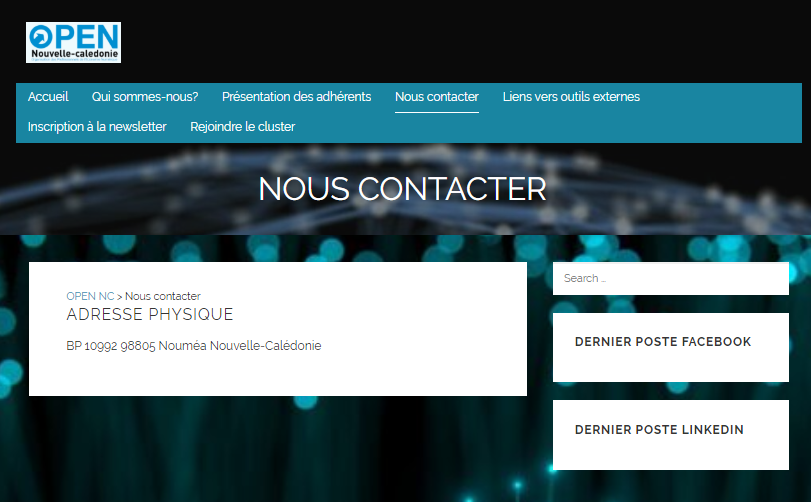 OPEN
Nouvelle-caledonie
Accueil Qui sommes-nous? Présentation des adhérents Nous contacter Liens vers outils externes
Inscription à la newsletter Rejoindre le cluster
NOUS CONTACTER
OPEN NC > Nous contacter
ADRESSE PHYSIQUE
BP 10992 98805 Nouméa Nouvelle-Calédonie
Search ...
DERNIER POSTE FACEBOOK
DERNIER POSTE LINKEDIN